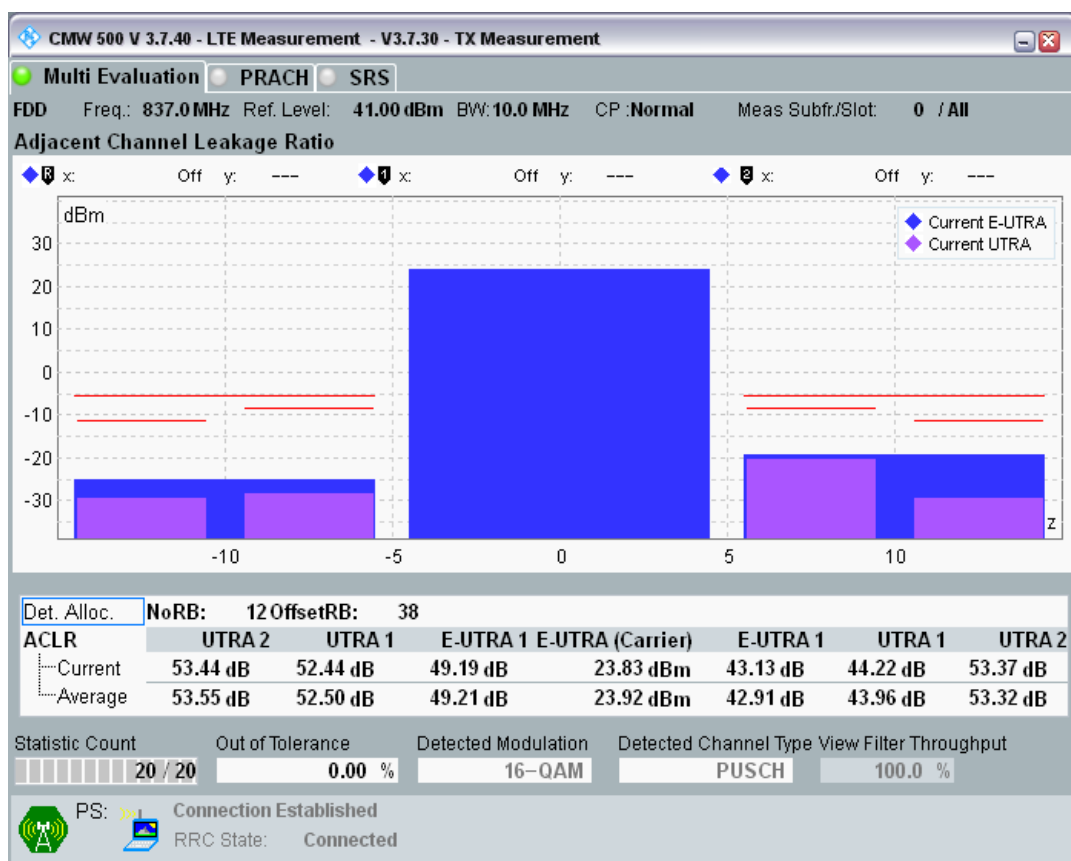 CMW 500 V 3.7.40 - LTE Measurement - V3.7.30 - TX Measurement
Multi Evaluation PRACH SRS
FDD Freq.: 837.0 MHz Ref. Level: 41.00 dBm BW: 10.0 MHz CP :Normal Meas Subfr./Slot: 0 / All
Adjacent Channel Leakage Ratio
R x: Off y: --- 1 x: Off y: --- 2 x: Off y: ---
dBm
Current E-UTRA
Current UTRA
30
20
10
0
-10
-20
-30
z
-10 -5 0 5 10
Det. Alloc. NoRB: 12 OffsetRB: 38
ACLR UTRA 2 UTRA 1 E-UTRA 1 E-UTRA (Carrier) E-UTRA 1 UTRA 1 UTRA 2
Current 53.44 dB 52.44 dB 49.19 dB 23.83 dBm 43.13 dB 44.22 dB 53.37 dB
Average 53.55 dB 52.50 dB 49.21 dB 23.92 dBm 42.91 dB 43.96 dB 53.32 dB
Statistic Count Out of Tolerance Detected Modulation Detected Channel Type View Filter Throughput
20 / 20 0.00 % 16-QAM PUSCH 100.0 %
PS: Connection Established
RRC State: Connected